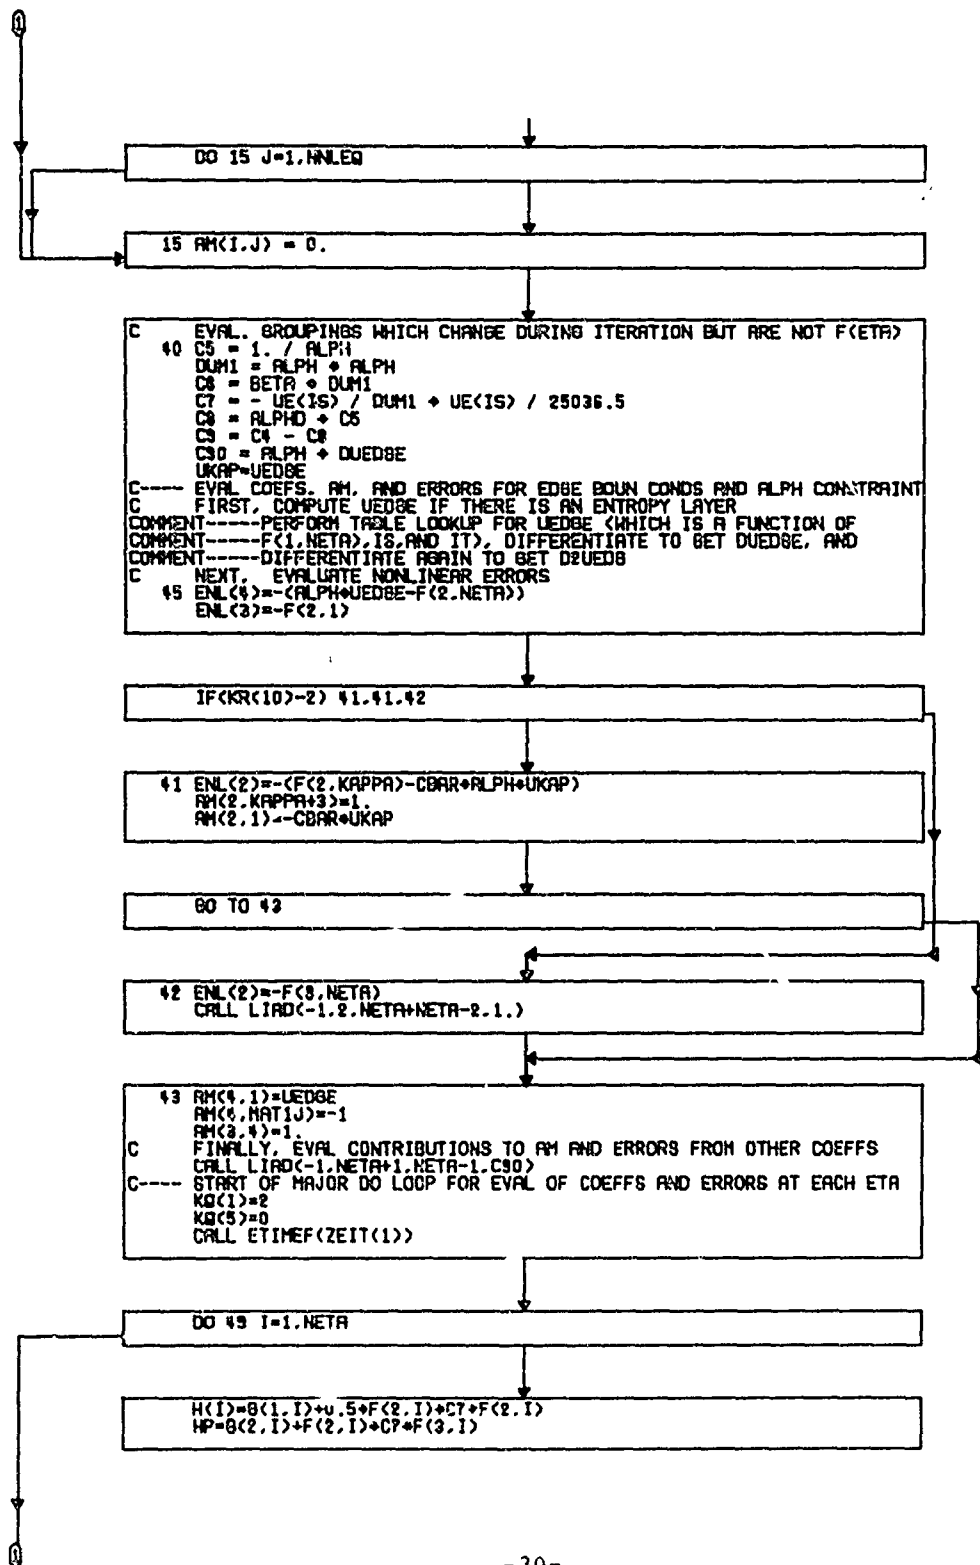 1
DO 15 J=1,NNLEQ
15 AM(I,J) = 0.
C EVAL. GROUPINGS WHICH CHANGE DURING ITERATION BUT ARE NOT F(ETA)
40 C5 = 1. / ALPH
DUM1 = ALPH * ALPH
C6 = BETA * DUM1
C7 = - UE(IS) / DUM1 * UE(IS) / 25036.5
C8 = ALPHD * C5
C9 = C4 - C8
C90 = ALPH * DUEDGE
UKAP=UEDGE
C---- EVAL COEFS. AM, AND ERRORS FOR EDGE BOUN CONDS AND ALPH CONSTRAINT
C FIRST, COMPUTE UEDGE IF THERE IS AN ENTROPY LAYER
COMMENT-----PERFORM TABLE LOOKUP FOR UEDGE (WHICH IS A FUNCTION OF
COMMENT-----F(1,NETA),IS,AND IT), DIFFERENTIATE TO GET DUEDGE, AND
COMMENT-----DIFFERENTIATE AGAIN TO GET D2UEDG
C NEXT, EVALUATE NONLINEAR ERRORS
45 ENL(4)=-(ALPH*UEDGE-F(2,NETA))
ENL(3)=-F(2,1)
IF(KR(10)-2) 41,41,42
41 ENL(2)=-(F(2,KAPPA)-CBAR*ALPH*UKAP)
AM(2,KAPPA+3)=1.
AM(2,1)=-CBAR*UKAP
GO TO 43
42 ENL(2)=-F(3,NETA)
CALL LIAD(-1,2,NETA+NETA-2,1.)
43 AM(4,1)=UEDGE
AM(4,MAT1J)=-1
AM(3,4)=1.
C FINALLY, EVAL CONTRIBUTIONS TO AM AND ERRORS FROM OTHER COEFFS
CALL LIAD(-1,NETA+1,NETA-1,C90)
C---- START OF MAJOR DO LOOP FOR EVAL OF COEFFS AND ERRORS AT EACH ETA
KQ(1)=2
KQ(5)=0
CALL ETIMEF(ZEIT(1))
DO 49 I=1,NETA
H(I)=G(1,I)+0.5*F(2,I)*C7*F(2,I)
HP=G(2,I)+F(2,I)*C7*F(3,I)
1
-20-